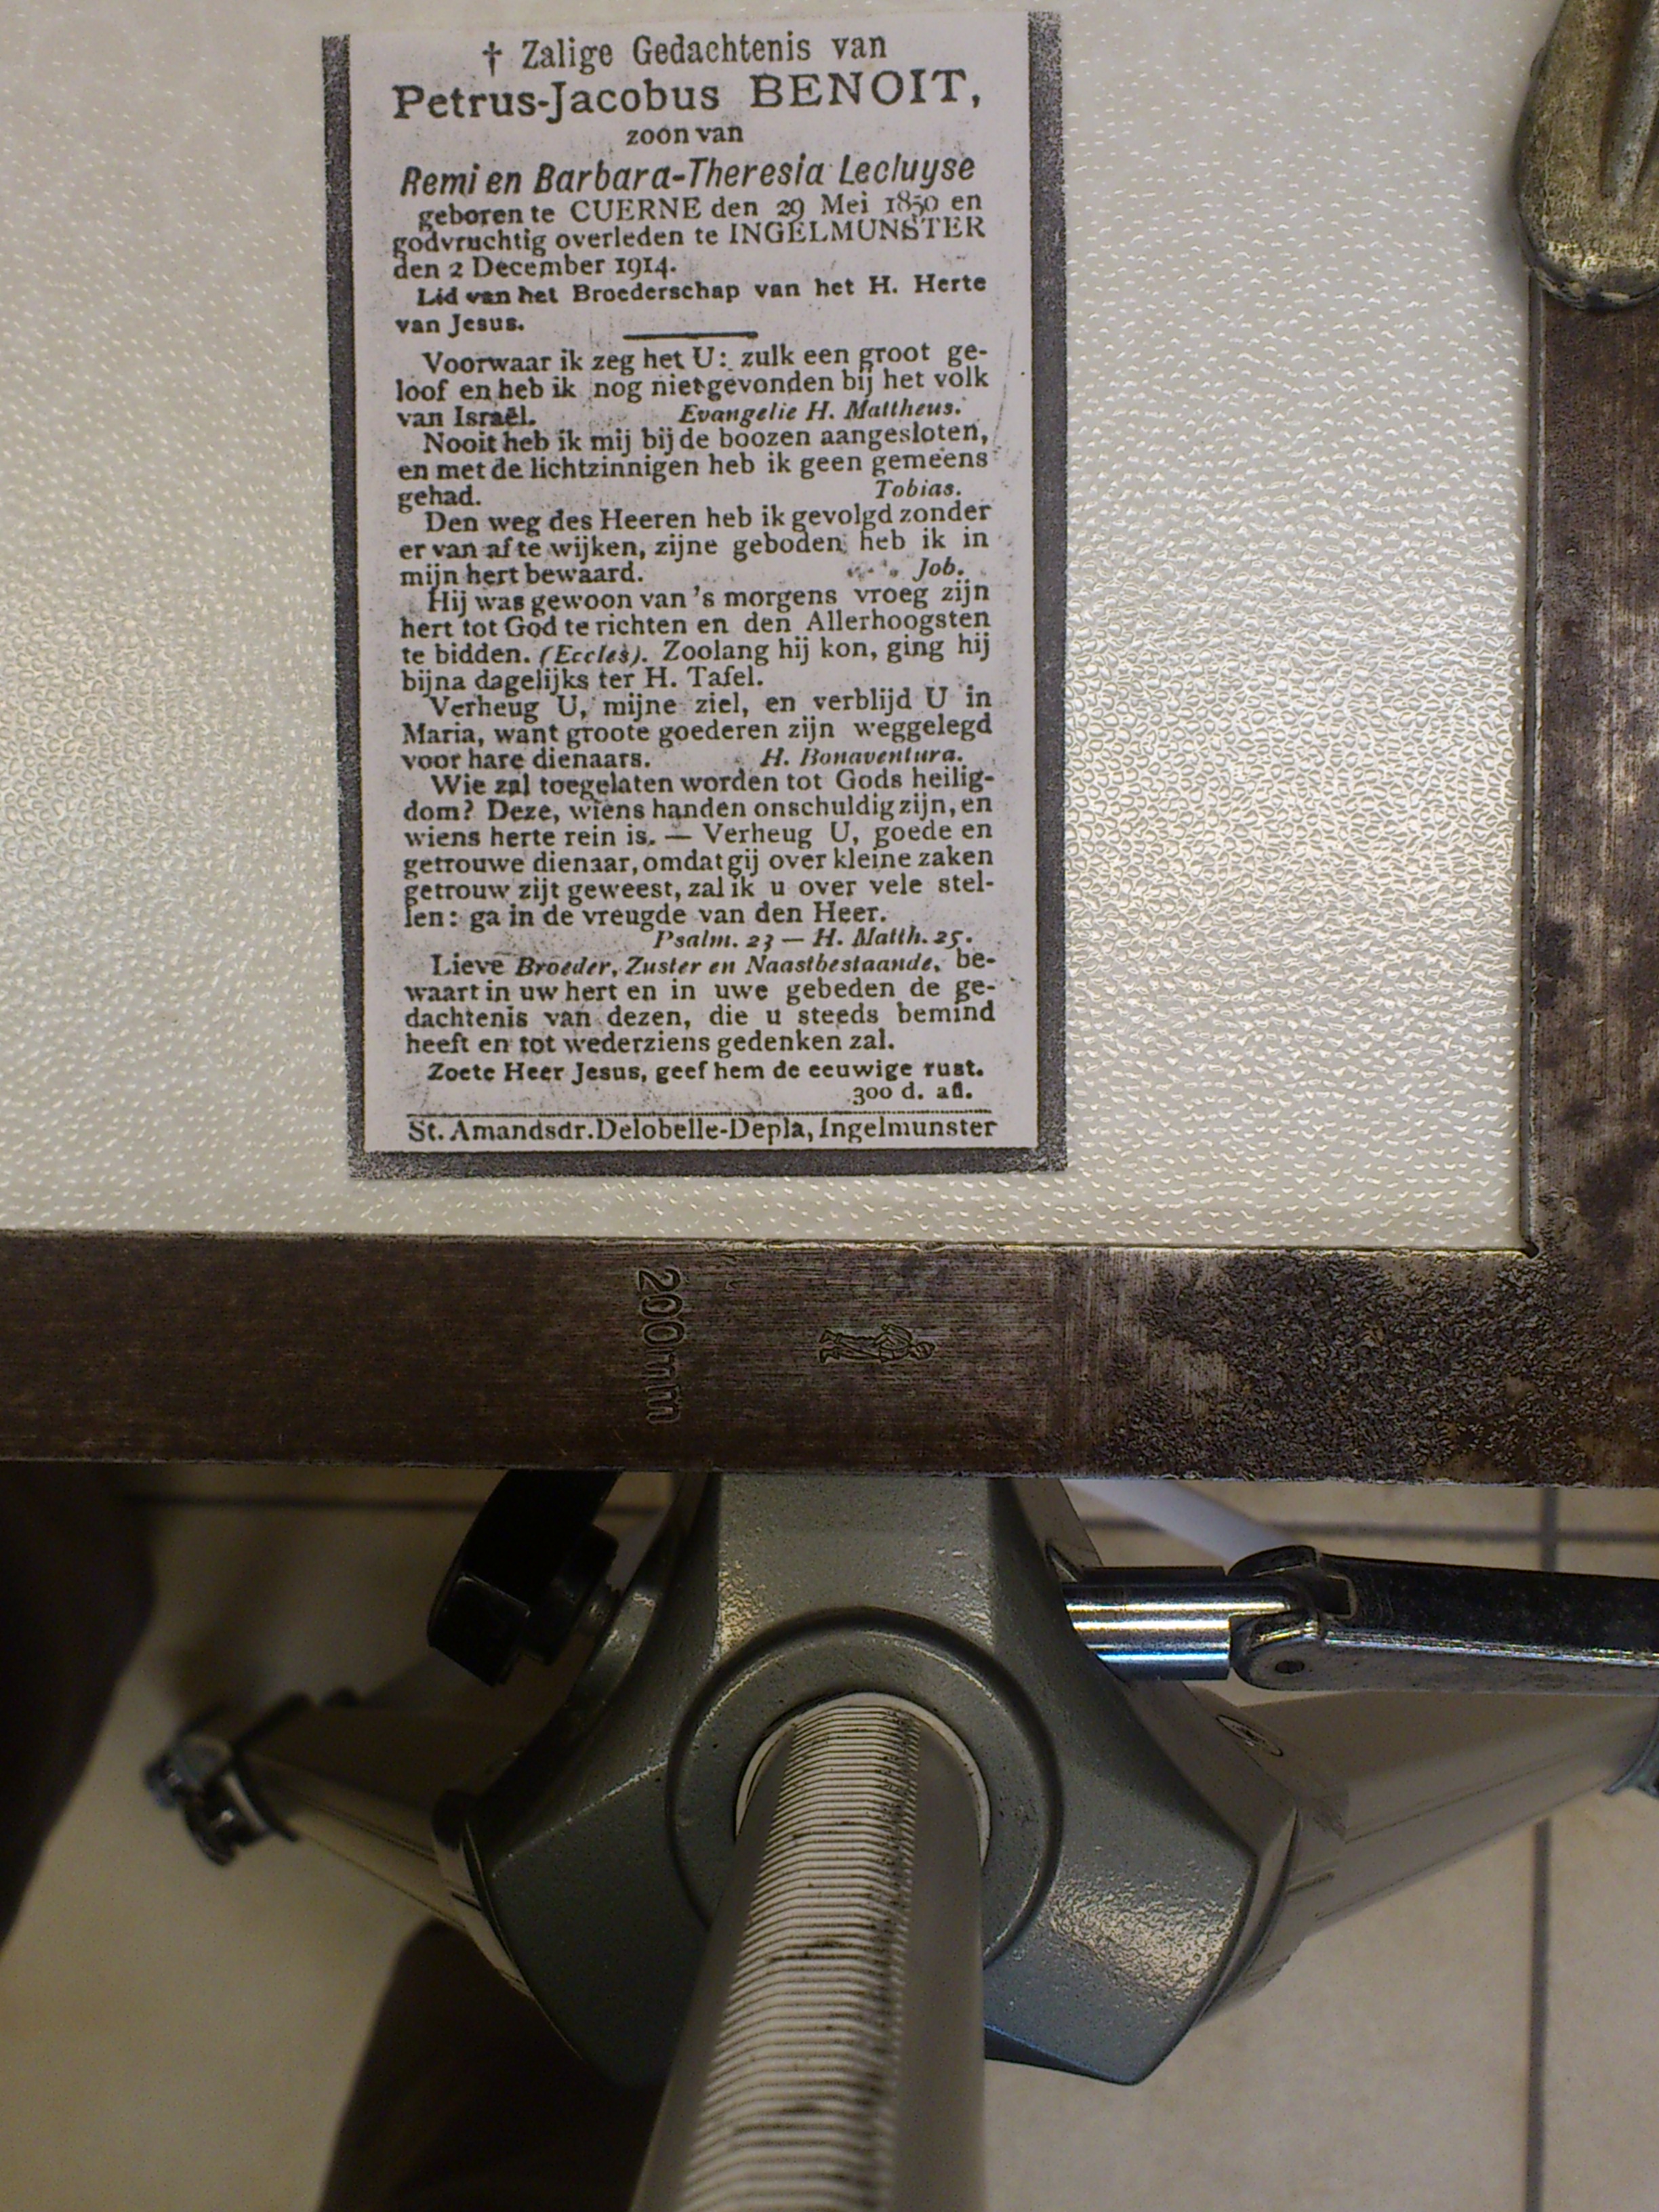 † Zalige Gedachtenis van
Petrus-Jacobus BENOIT,
zoon van
Remi en Barbara-Theresia Lecluyse
geboren te CUERNE den 29 Mei 1850 en
godvruchtig overleden te INGELMUNSTER
den 2 December 1914.
Lid van het Broederschap van het H. Herte
van Jesus.
Voorwaar ik zeg het U: zulk een groot ge-
loof en heb ik nog niet gevonden bij het volk
van Israël. Evangelie H. Mattheus.
Nooit heb ik mij bij de boozen aangesloten,
en met de lichtzinnigen heb ik geen gemeens
gehad. Tobias.
Den weg des Heeren heb ik gevolgd zonder
er van af te wijken, zijne geboden heb ik in
mijn hert bewaard. Job.
Hij was gewoon van 's morgens vroeg zijn
hert tot God te richten en den Allerhoogsten
te bidden. (Eccles). Zoolang hij kon, ging hij
bijna dagelijks ter H. Tafel.
Verheug U, mijne ziel, en verblijd U in
Maria, want groote goederen zijn weggelegd
voor hare dienaars. H. Bonaventura.
Wie zal toegelaten worden tot Gods heilig-
dom? Deze, wiens handen onschuldig zijn, en
wiens herte rein is. — Verheug U, goede en
getrouwe dienaar, omdat gij over kleine zaken
getrouw zijt geweest, zal ik u over vele stel-
len: ga in de vreugde van den Heer.
Psalm. 23 — H. Matth. 25.
Lieve Broeder, Zuster en Naastbestaande, be-
waart in uw hert en in uwe gebeden de ge-
dachtenis van dezen, die u steeds bemind
heeft en tot wederziens gedenken zal.
Zoete Heer Jesus, geef hem de eeuwige rust.
300 d. afl.
St. Amandsdr. Delobelle-Depla, Ingelmunster
200mm